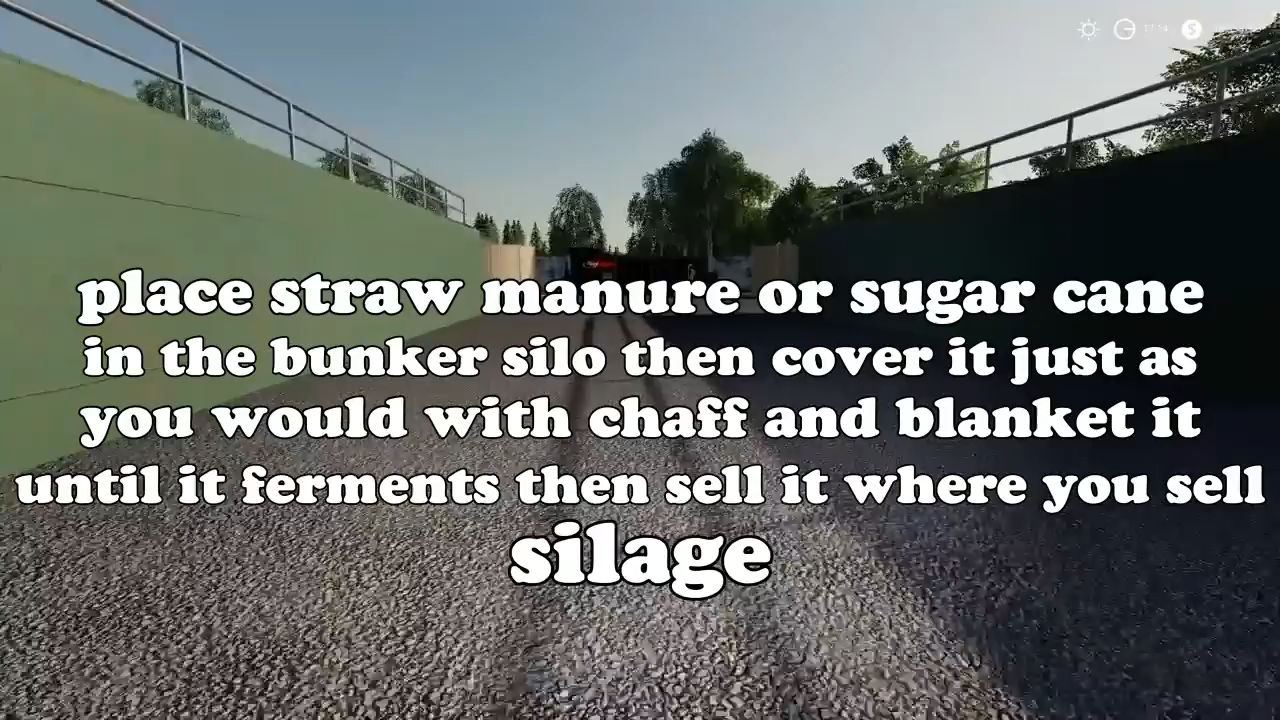 place straw manure or sugar cane
in the bunker silo then cover it just as
you would with chaff and blanket it
until it ferments then sell it where you sell
silage